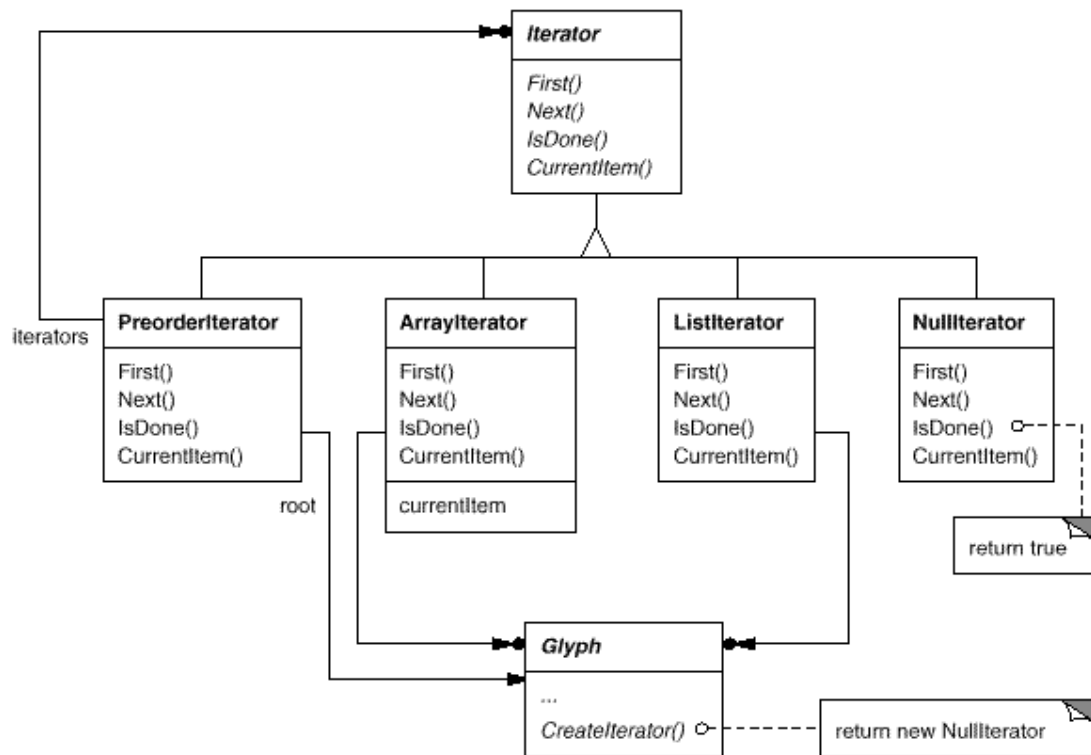 Iterator
First()
Next()
IsDone()
CurrentItem()
iterators
PreorderIterator
First()
Next()
IsDone()
CurrentItem()
root
ArrayIterator
First()
Next()
IsDone()
CurrentItem()
currentItem
ListIterator
First()
Next()
IsDone()
CurrentItem()
NullIterator
First()
Next()
IsDone()
CurrentItem()
return true
Glyph
...
CreateIterator()
return new NullIterator